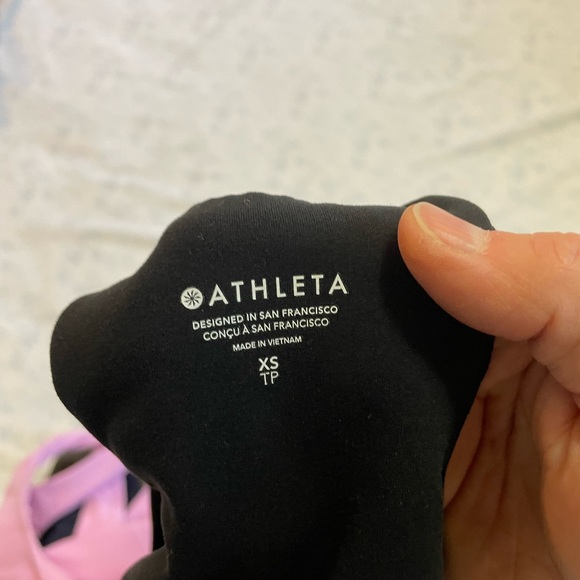 ATHLETA
DESIGNED IN SAN FRANCISCO
CONÇU À SAN FRANCISCO
MADE IN VIETNAM
XS
TP